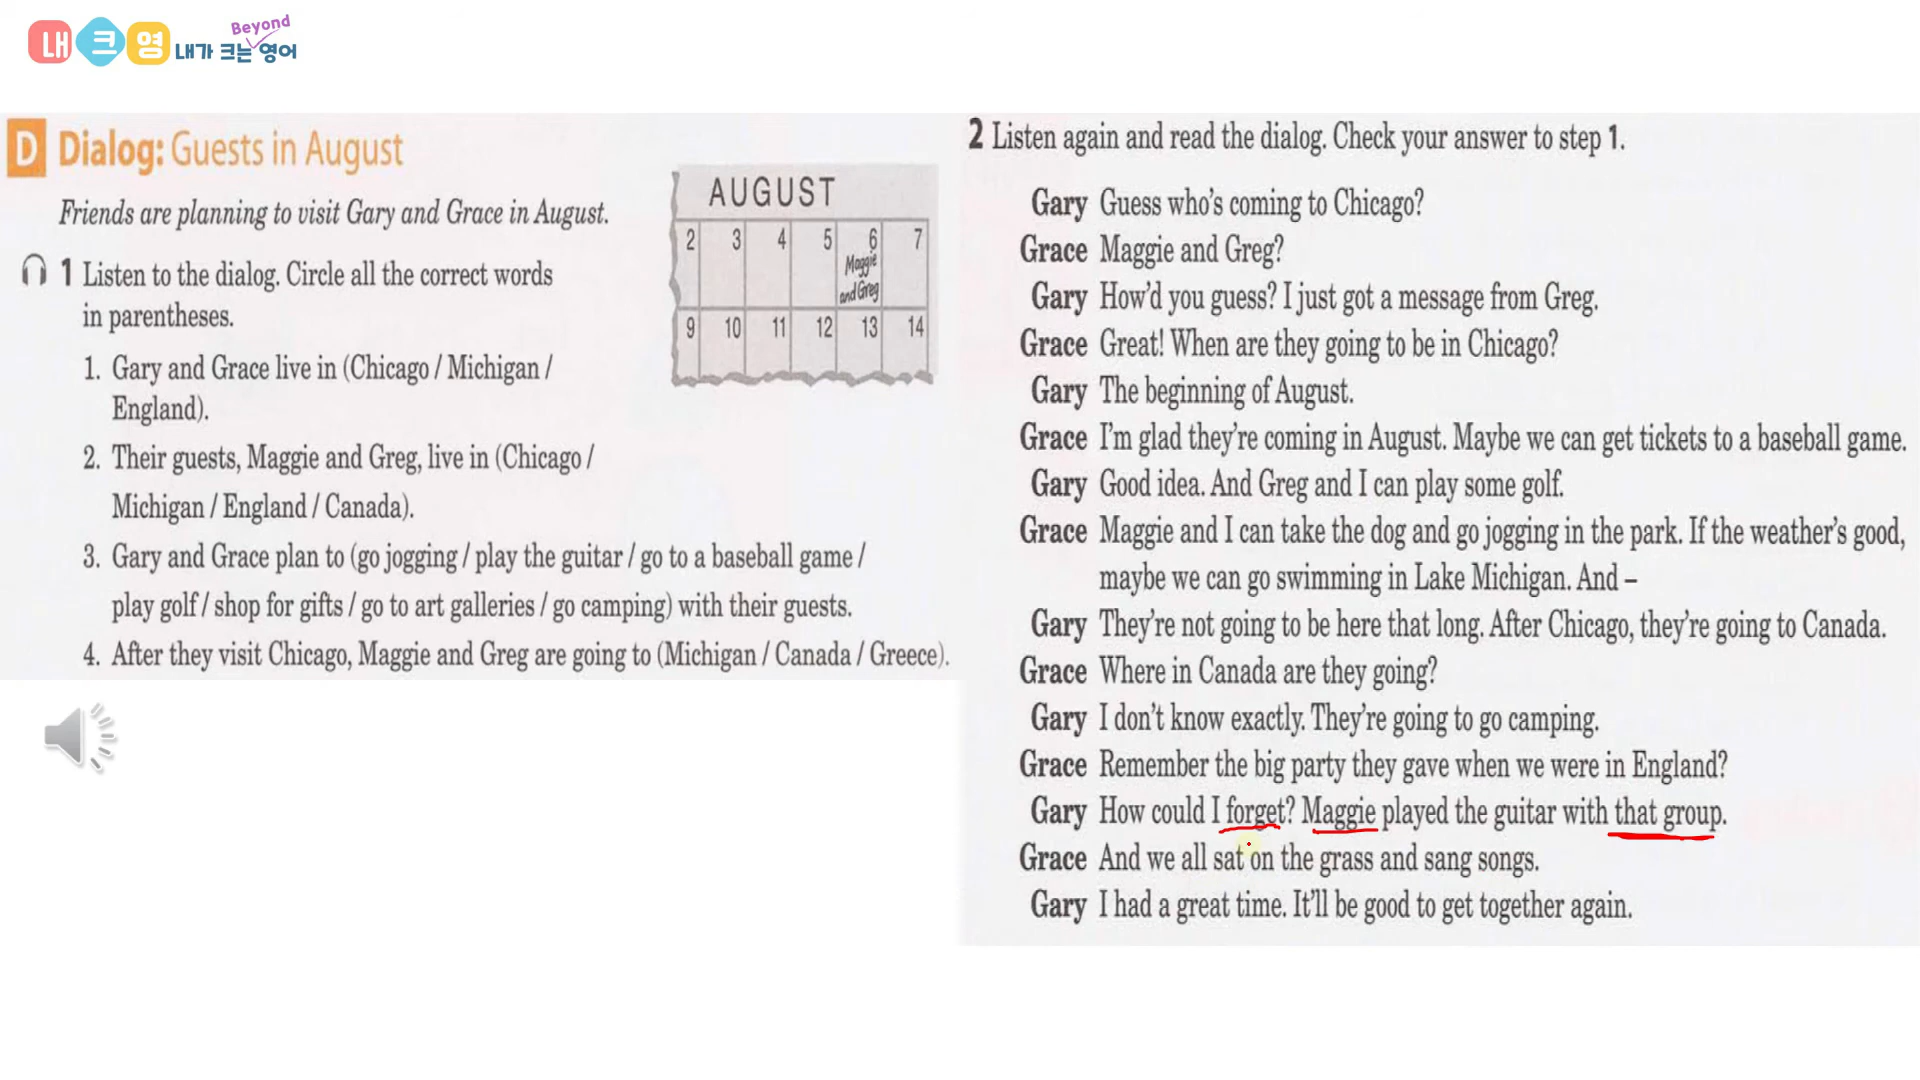 내크영 내가 크는 영어
Beyond
D Dialog: Guests in August
Friends are planning to visit Gary and Grace in August.
1 Listen to the dialog. Circle all the correct words
in parentheses.
1. Gary and Grace live in (Chicago / Michigan /
England).
2. Their guests, Maggie and Greg, live in (Chicago /
Michigan / England / Canada).
3. Gary and Grace plan to (go jogging / play the guitar / go to a baseball game /
play golf / shop for gifts / go to art galleries / go camping) with their guests.
4. After they visit Chicago, Maggie and Greg are going to (Michigan / Canada / Greece).
AUGUST
2 3 4 5 6 7
Maggie
and Greg
9 10 11 12 13 14
2 Listen again and read the dialog. Check your answer to step 1.
Gary Guess who's coming to Chicago?
Grace Maggie and Greg?
Gary How'd you guess? I just got a message from Greg.
Grace Great! When are they going to be in Chicago?
Gary The beginning of August.
Grace I'm glad they're coming in August. Maybe we can get tickets to a baseball game.
Gary Good idea. And Greg and I can play some golf.
Grace Maggie and I can take the dog and go jogging in the park. If the weather's good,
maybe we can go swimming in Lake Michigan. And –
Gary They're not going to be here that long. After Chicago, they're going to Canada.
Grace Where in Canada are they going?
Gary I don't know exactly. They're going to go camping.
Grace Remember the big party they gave when we were in England?
Gary How could I forget? Maggie played the guitar with that group.
Grace And we all sat on the grass and sang songs.
Gary I had a great time. It'll be good to get together again.